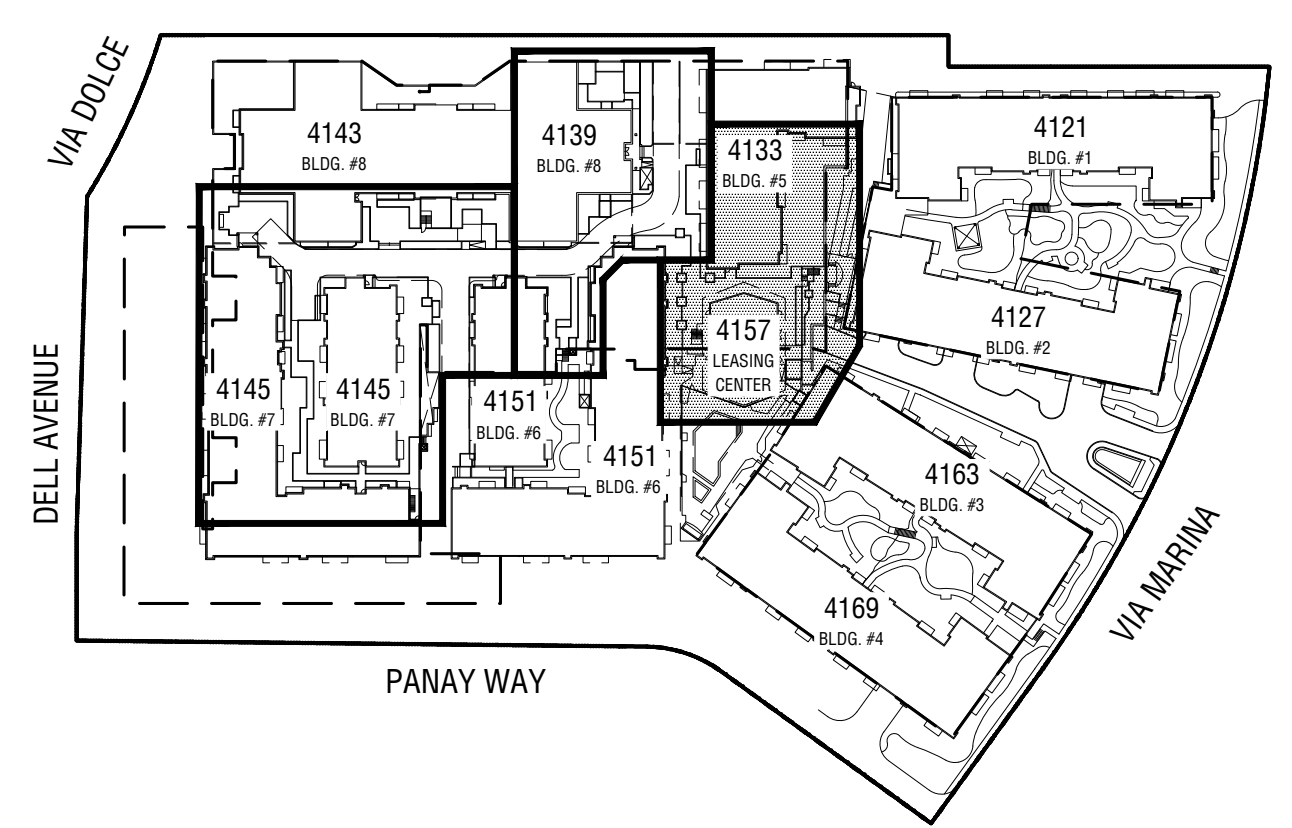 VIA DOLCE
4143
BLDG. #8
4139
BLDG. #8
4133
BLDG. #5
4121
BLDG. #1
4127
BLDG. #2
4157
LEASING
CENTER
DELL AVENUE
4145
BLDG. #7
4145
BLDG. #7
4151
BLDG. #6
4151
BLDG. #6
4163
BLDG. #3
4169
BLDG. #4
VIA MARINA
PANAY WAY